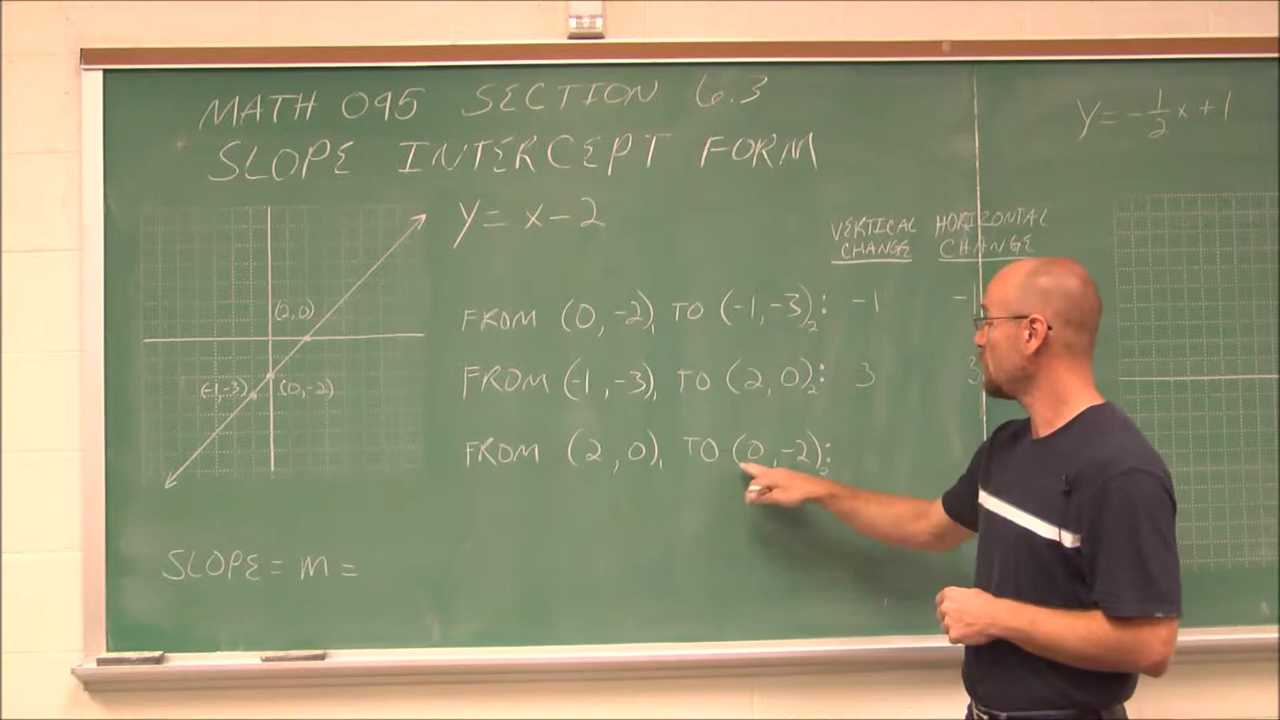 MATH 095 SECTION 6.3
SLOPE INTERCEPT FORM
y = x - 2
(2,0)
(-1,-3) (0,-2)
VERTICAL CHANGE
HORIZONTAL CHANGE
FROM (0,-2)₁ TO (-1,-3)₂: -1
FROM (-1,-3)₁ TO (2,0)₂: 3 3
FROM (2,0)₁ TO (0,-2)₂:
SLOPE = m =
y = -1/2 x + 1